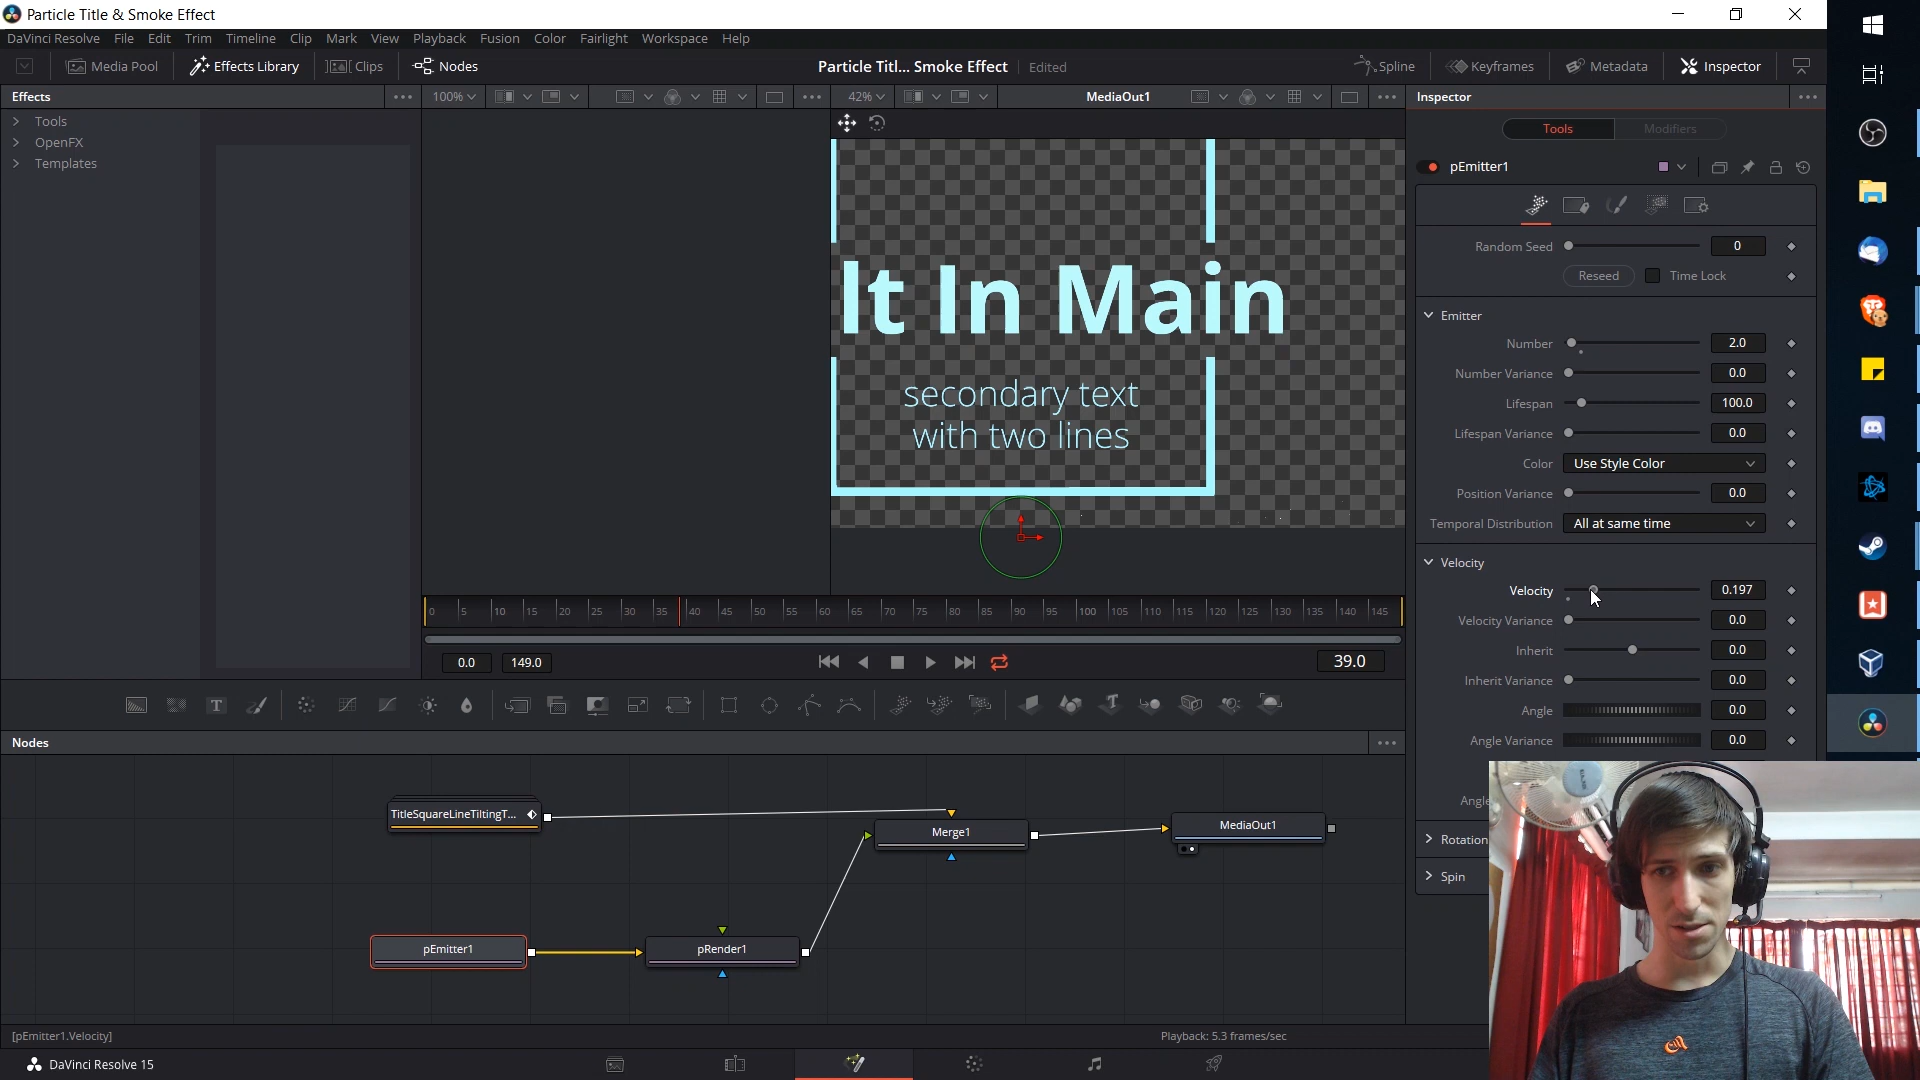 Particle Title & Smoke Effect
DaVinci Resolve File Edit Trim Timeline Clip Mark View Playback Fusion Color Fairlight Workspace Help
Media Pool Effects Library Clips Nodes Particle Titl... Smoke Effect Edited Spline Keyframes Metadata Inspector
Effects 100% 42% MediaOut1 Inspector
Tools
OpenFX
Templates
It In Main
secondary text
with two lines
0 5 10 15 20 25 30 35 40 45 50 55 60 65 70 75 80 85 90 95 100 105 110 115 120 125 130 135 140 145
0.0 149.0 39.0
Tools Modifiers
pEmitter1
Random Seed 0
Reseed Time Lock
Emitter
Number 2.0
Number Variance 0.0
Lifespan 100.0
Lifespan Variance 0.0
Color Use Style Color
Position Variance 0.0
Temporal Distribution All at same time
Velocity
Velocity 0.197
Velocity Variance 0.0
Inherit 0.0
Inherit Variance 0.0
Angle 0.0
Angle Variance 0.0
Angle
Rotation
Spin
Nodes
TitleSquareLineTiltingT...
Merge1
MediaOut1
pEmitter1
pRender1
[pEmitter1.Velocity] Playback: 5.3 frames/sec
DaVinci Resolve 15